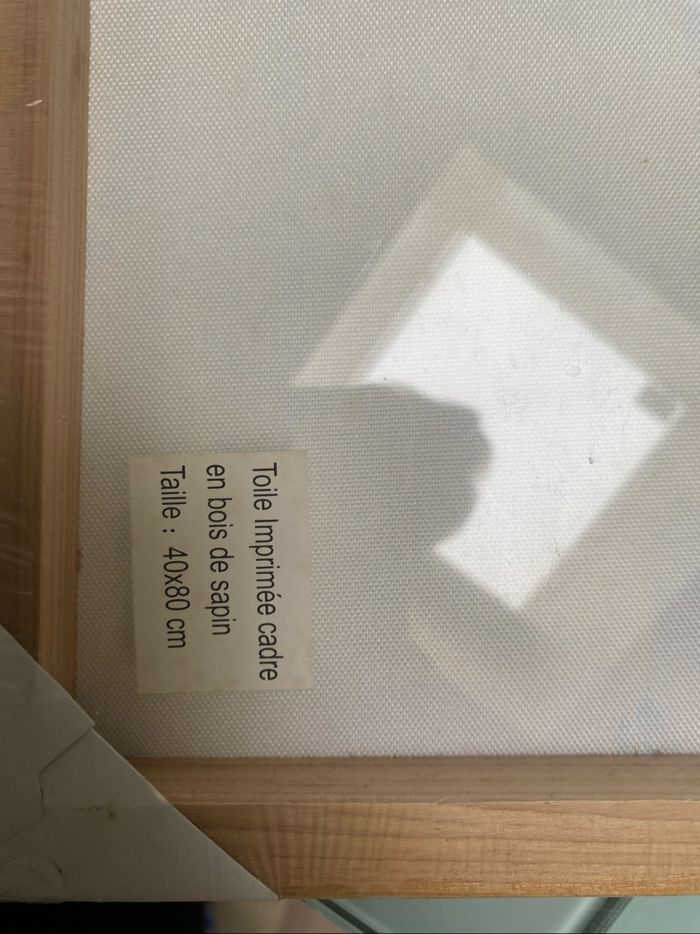 Toile Imprimée cadre
en bois de sapin
Taille : 40x80 cm